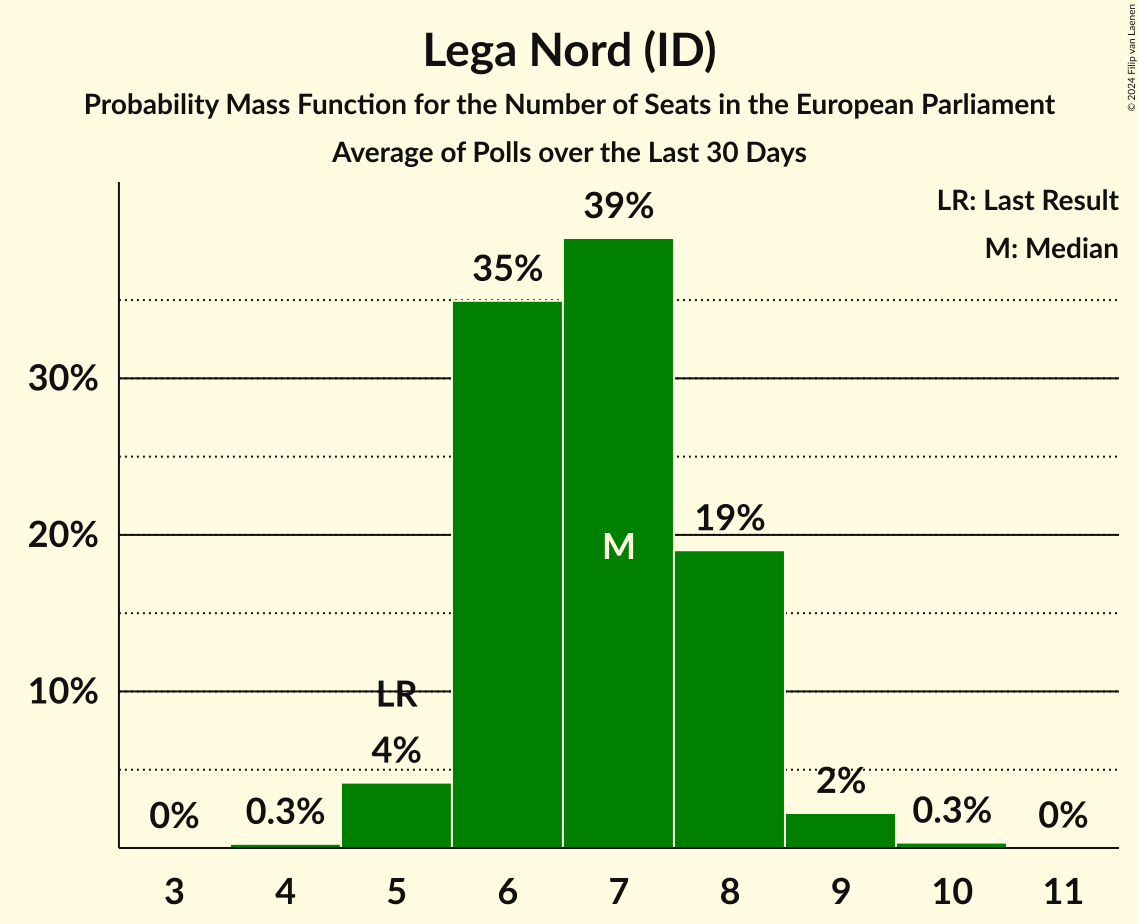 Lega Nord (ID)
Probability Mass Function for the Number of Seats in the European Parliament
Average of Polls over the Last 30 Days
© 2024 Filip van Laenen
LR: Last Result
M: Median
39%
35%
30%
20%
19%
M
10%
LR
4%
2%
0%
0.3%
0.3%
0%
3 4 5 6 7 8 9 10 11